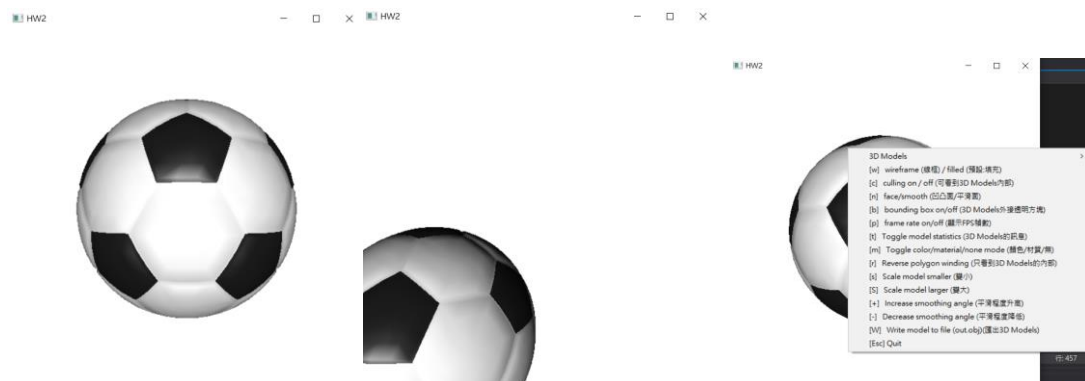 HW2
HW2
HW2
3D Models
[w] wireframe (線框) / filled (預設:填充)
[c] culling on / off (可看到3D Models內部)
[n] face/smooth (凹凸面/平滑面)
[b] bounding box on/off (3D Models外接透明方塊)
[p] frame rate on/off (顯示FPS幀數)
[t] Toggle model statistics (3D Models的訊息)
[m] Toggle color/material/none mode (顏色/材質/無)
[r] Reverse polygon winding (只看到3D Models的內部)
[s] Scale model smaller (變小)
[S] Scale model larger (變大)
[+] Increase smoothing angle (平滑程度升高)
[-] Decrease smoothing angle (平滑程度降低)
[W] Write model to file (out.obj)(匯出3D Models)
[Esc] Quit
行: 457